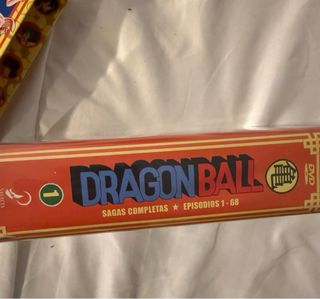 1
DRAGON BALL
SAGAS COMPLETAS ★ EPISODIOS 1 - 68
DVD